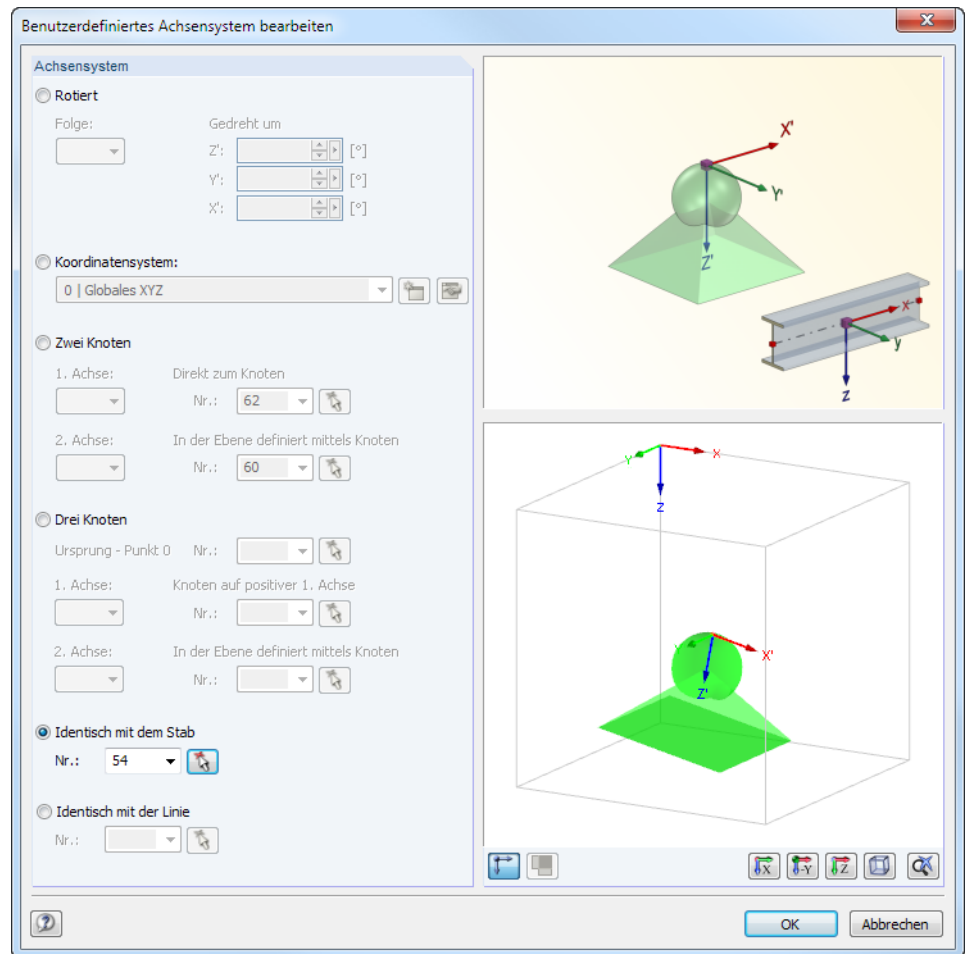 Benutzerdefiniertes Achsensystem bearbeiten
Achsensystem
Rotiert
Folge: Gedreht um
Z': [°]
Y': [°]
X': [°]
Koordinatensystem:
0 | Globales XYZ
Zwei Knoten
1. Achse: Direkt zum Knoten
Nr.: 62
2. Achse: In der Ebene definiert mittels Knoten
Nr.: 60
Drei Knoten
Ursprung - Punkt 0 Nr.:
1. Achse: Knoten auf positiver 1. Achse
Nr.:
2. Achse: In der Ebene definiert mittels Knoten
Nr.:
Identisch mit dem Stab
Nr.: 54
Identisch mit der Linie
Nr.:
X'
Y'
Z'
x
y
z
Y X
Z
Y X'
Z'
X -Y Z
OK Abbrechen